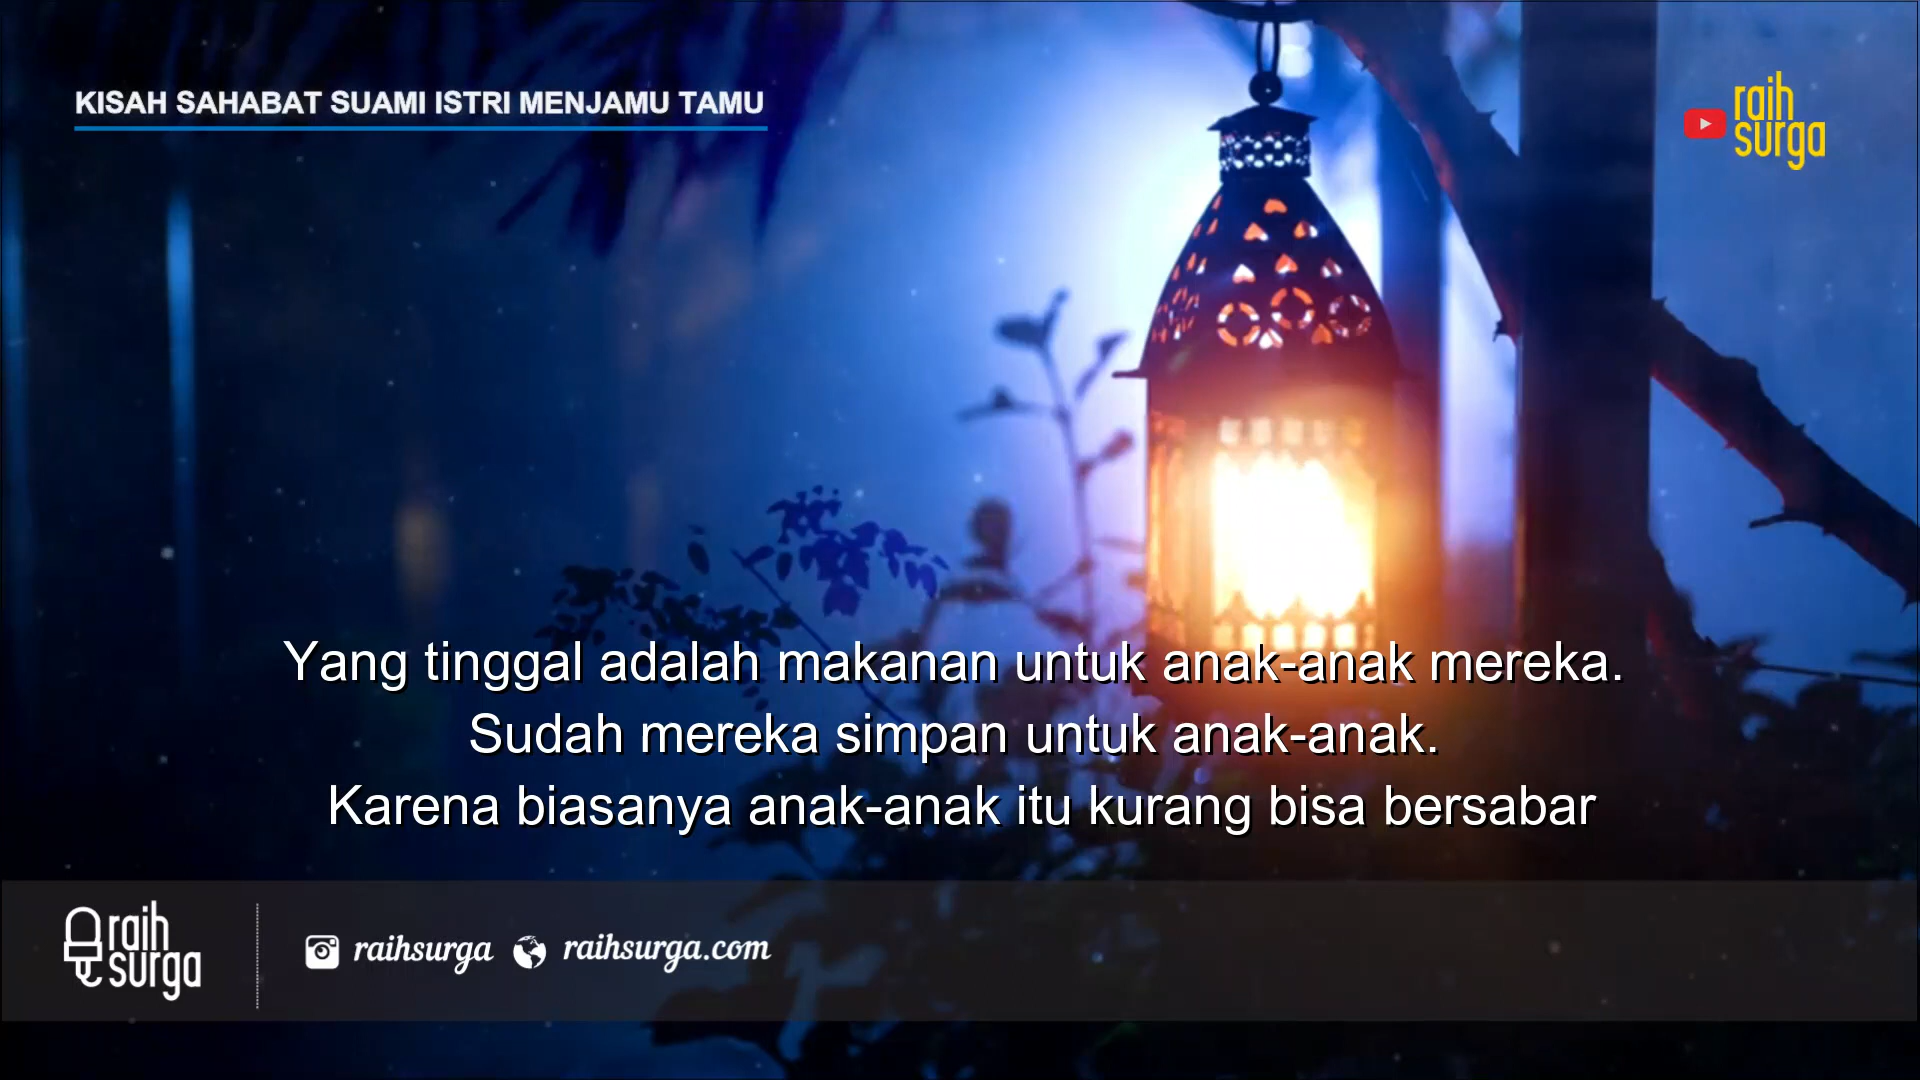 KISAH SAHABAT SUAMI ISTRI MENJAMU TAMU
raih
surga
Yang tinggal adalah makanan untuk anak-anak mereka.
Sudah mereka simpan untuk anak-anak.
Karena biasanya anak-anak itu kurang bisa bersabar
raih
surga
raihsurga raihsurga.com